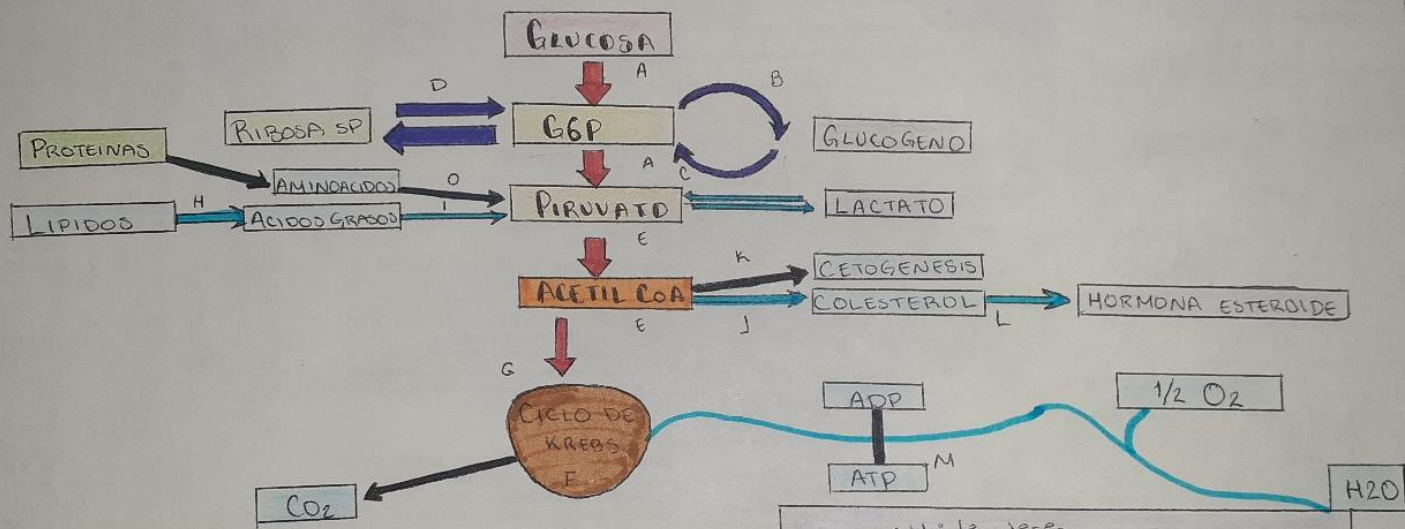 GLUCOSA
A
D
B
RIBOSA 5P
G6P
GLUCOGENO
PROTEINAS
A
C
AMINOACIDOS
O
H
I
LIPIDOS
ACIDOS GRASOS
PIRUVATO
LACTATO
E
K
CETOGENESIS
ACETIL COA
COLESTEROL
HORMONA ESTEROIDE
E
J
L
G
CICLO DE
KREBS
F
ADP
1/2 O2
ATP
M
H2O
CO2